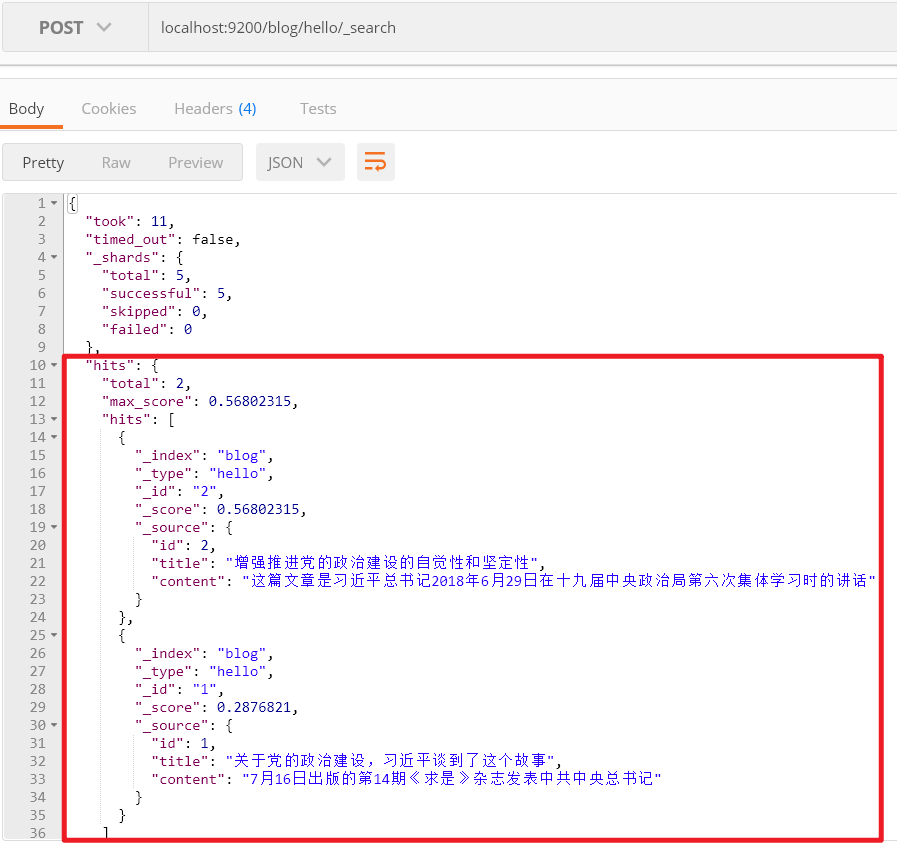 POST localhost:9200/blog/hello/_search
Body Cookies Headers (4) Tests
Pretty Raw Preview JSON
1 {
2 "took": 11,
3 "timed_out": false,
4 "_shards": {
5 "total": 5,
6 "successful": 5,
7 "skipped": 0,
8 "failed": 0
9 },
10 "hits": {
11 "total": 2,
12 "max_score": 0.56802315,
13 "hits": [
14 {
15 "_index": "blog",
16 "_type": "hello",
17 "_id": "2",
18 "_score": 0.56802315,
19 "_source": {
20 "id": 2,
21 "title": "增强推进党的政治建设的自觉性和坚定性",
22 "content": "这篇文章是习近平总书记2018年6月29日在十九届中央政治局第六次集体学习时的讲话"
23 }
24 },
25 {
26 "_index": "blog",
27 "_type": "hello",
28 "_id": "1",
29 "_score": 0.2876821,
30 "_source": {
31 "id": 1,
32 "title": "关于党的政治建设，习近平谈到了这个故事",
33 "content": "7月16日出版的第14期《求是》杂志发表中共中央总书记"
34 }
35 }
36 ]